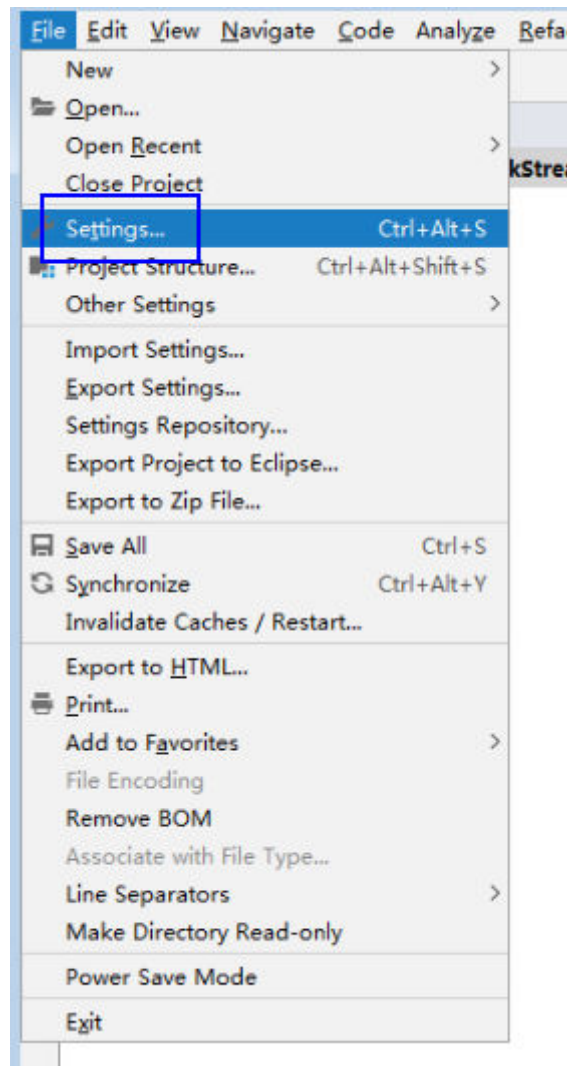 File Edit View Navigate Code Analyze Refa
New
Open...
Open Recent
kStrea
Close Project
Settings... Ctrl+Alt+S
Project Structure... Ctrl+Alt+Shift+S
Other Settings
Import Settings...
Export Settings...
Settings Repository...
Export Project to Eclipse...
Export to Zip File...
Save All Ctrl+S
Synchronize Ctrl+Alt+Y
Invalidate Caches / Restart...
Export to HTML...
Print...
Add to Favorites
File Encoding
Remove BOM
Associate with File Type...
Line Separators
Make Directory Read-only
Power Save Mode
Exit